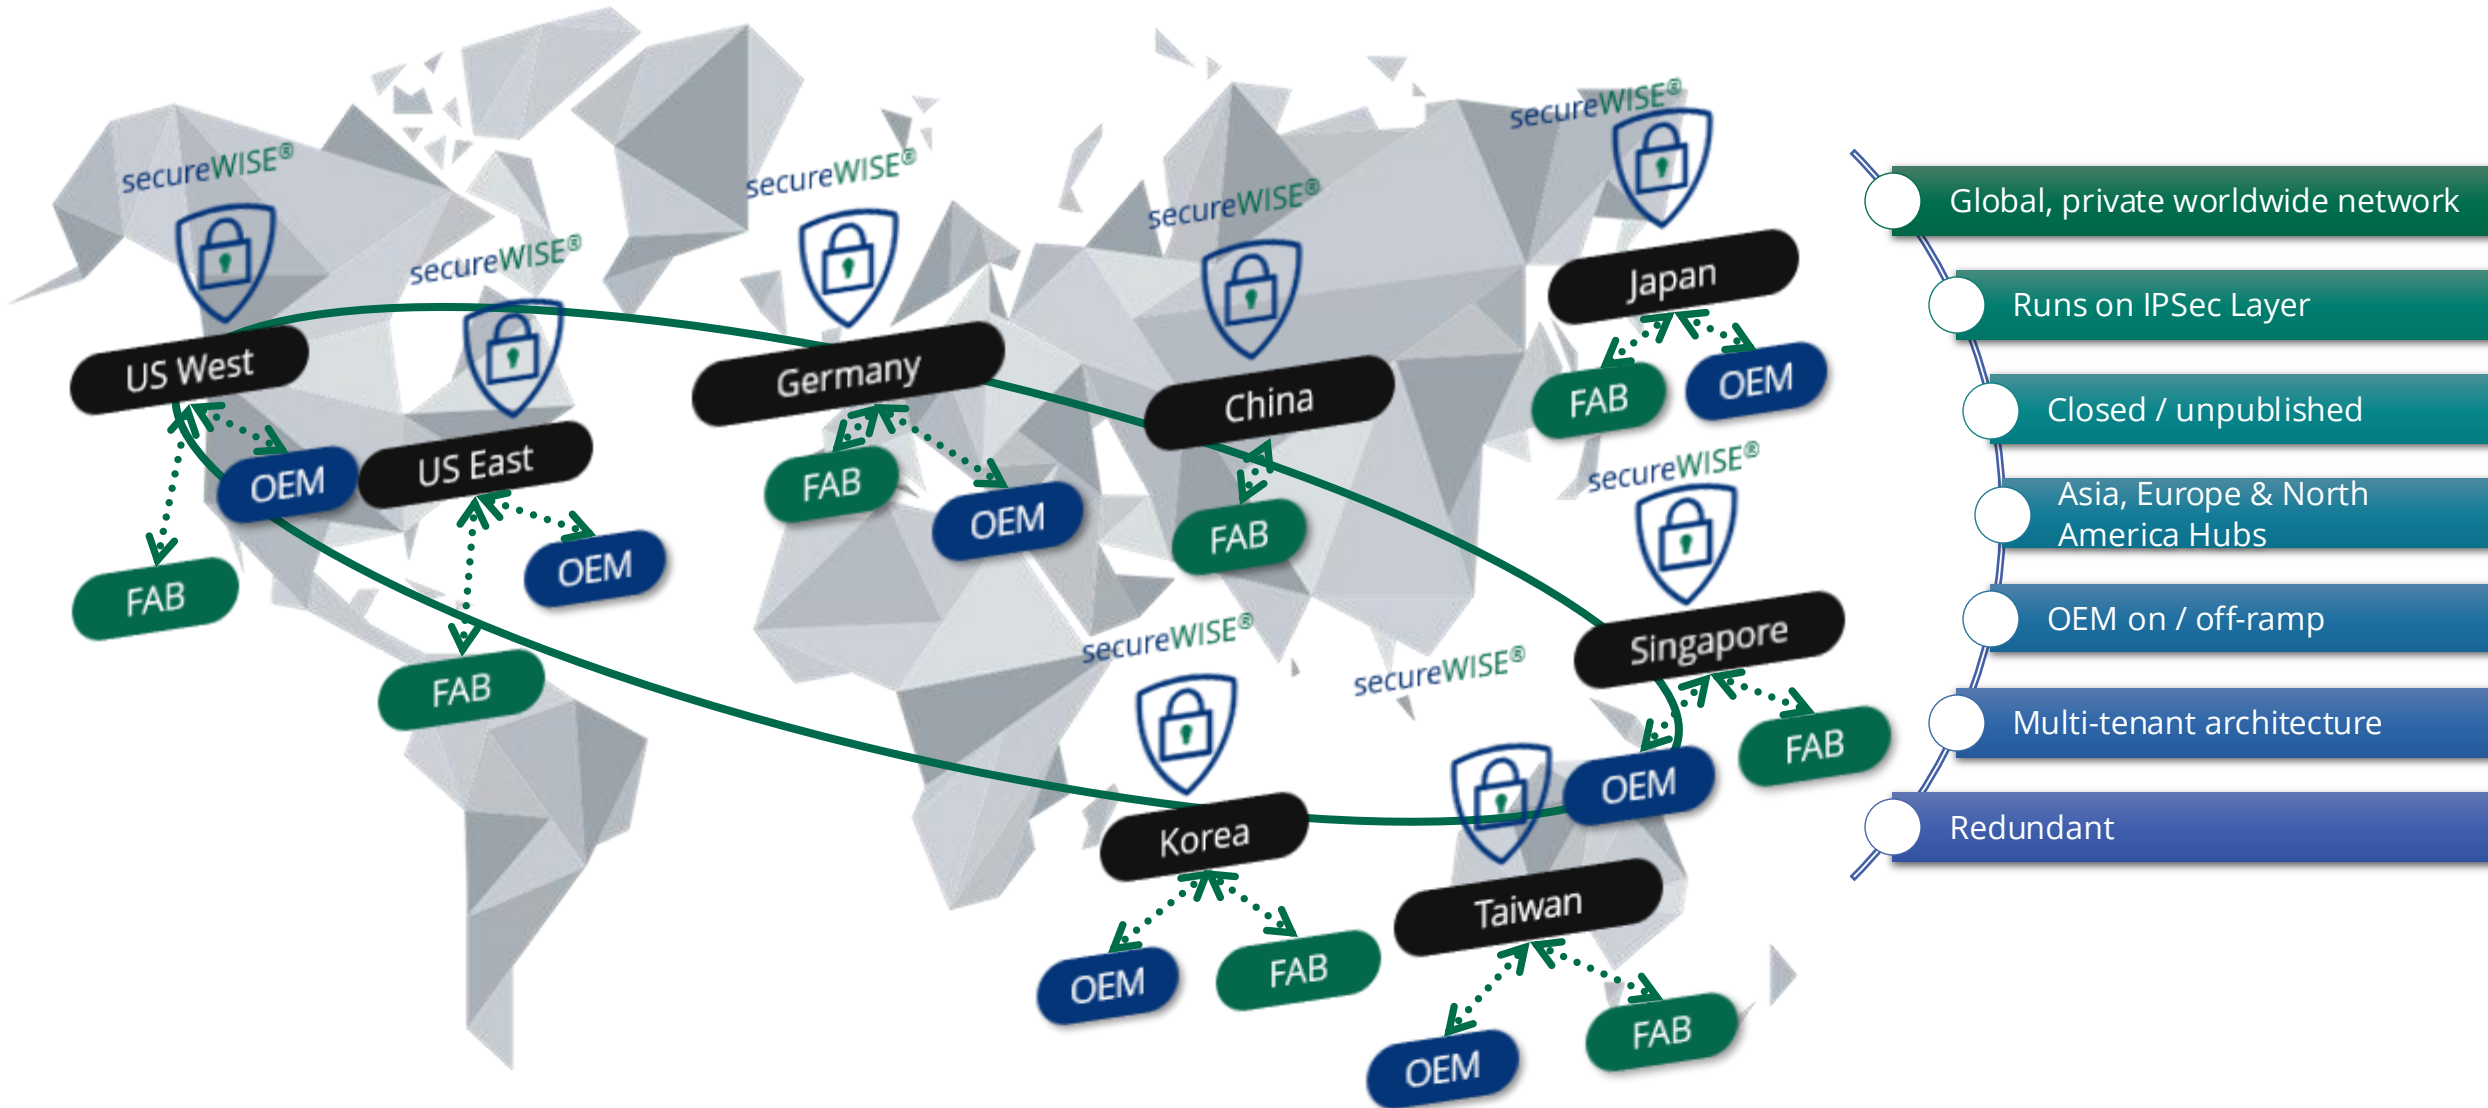 secureWISE®
US West
OEM
FAB
secureWISE®
US East
OEM
FAB
secureWISE®
Germany
FAB
OEM
secureWISE®
China
FAB
secureWISE®
Japan
FAB
OEM
secureWISE®
Singapore
OEM
FAB
secureWISE®
Korea
OEM
FAB
secureWISE®
Taiwan
OEM
FAB
Global, private worldwide network
Runs on IPSec Layer
Closed / unpublished
Asia, Europe & North
America Hubs
OEM on / off-ramp
Multi-tenant architecture
Redundant